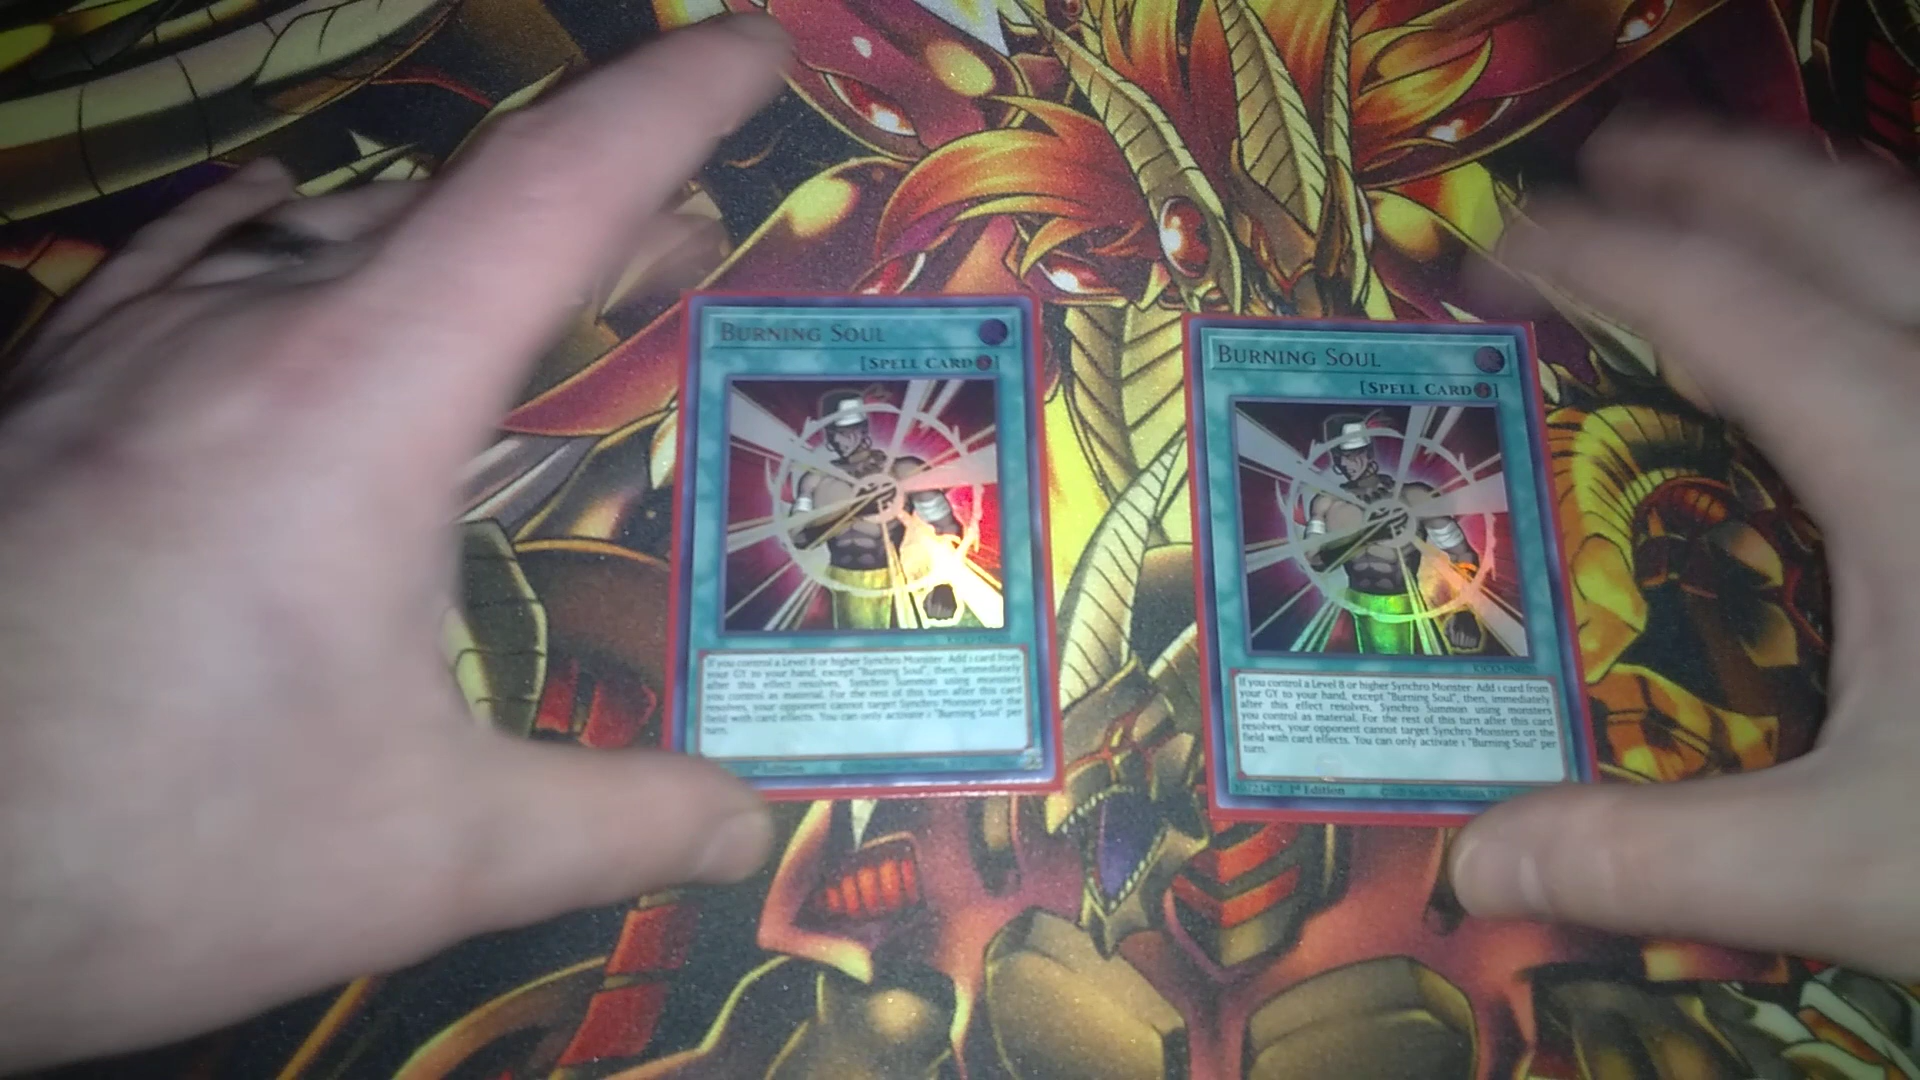 BURNING SOUL
[SPELL CARD]
If you control a Level 8 or higher Synchro Monster: Add 1 card from
your GY to your hand, except "Burning Soul", then, immediately
after this effect resolves, Synchro Summon using monsters
you control as material. For the rest of this turn after this card
resolves, your opponent cannot target Synchro Monsters on the
field with card effects. You can only activate 1 "Burning Soul" per
turn.
BURNING SOUL
[SPELL CARD]
If you control a Level 8 or higher Synchro Monster: Add 1 card from
your GY to your hand, except "Burning Soul", then, immediately
after this effect resolves, Synchro Summon using monsters
you control as material. For the rest of this turn after this card
resolves, your opponent cannot target Synchro Monsters on the
field with card effects. You can only activate 1 "Burning Soul" per
turn.
1st Edition